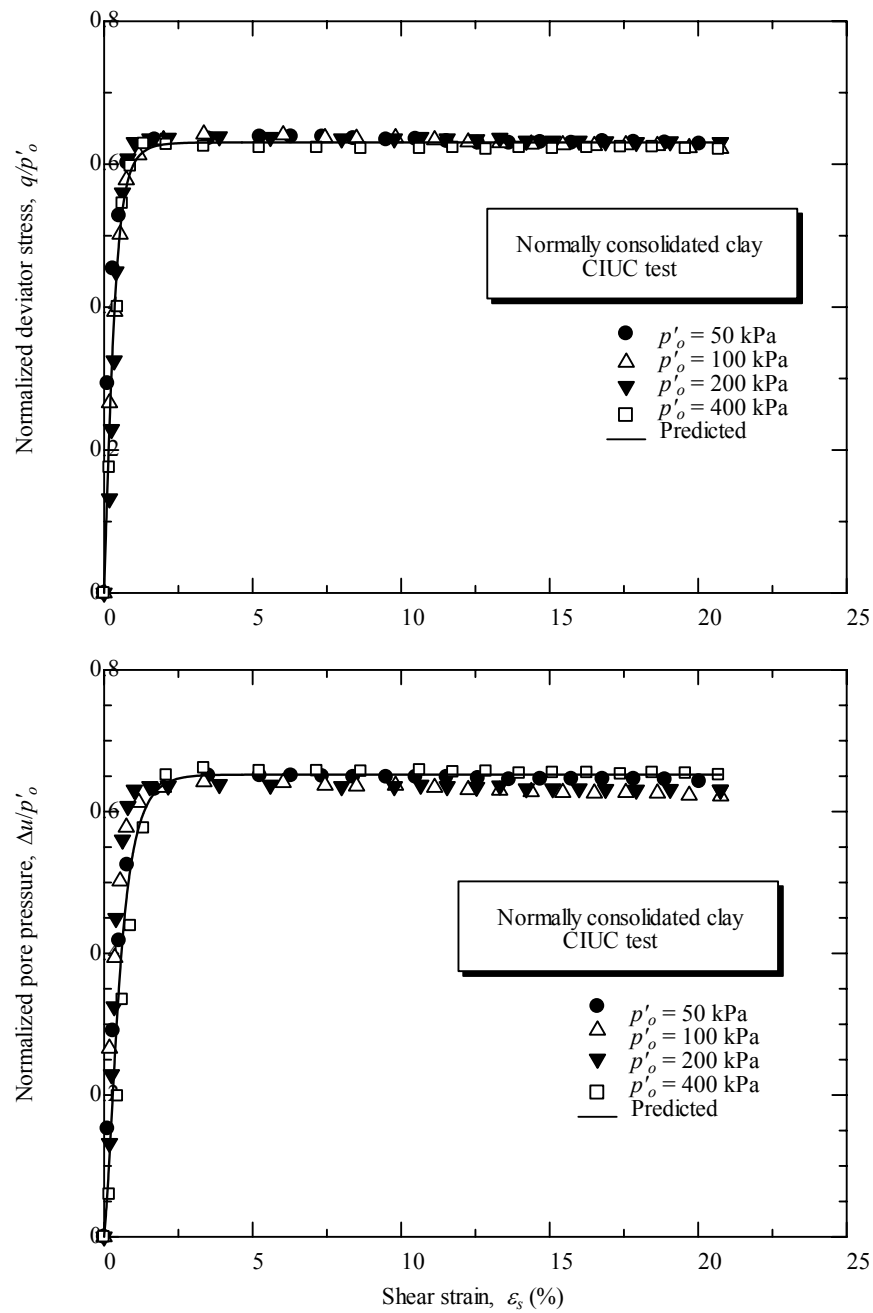 0.8
0.6
0.4
0.2
0.0
Normalized deviator stress, q/p'o
Normally consolidated clay
CIUC test
p'o = 50 kPa
p'o = 100 kPa
p'o = 200 kPa
p'o = 400 kPa
Predicted
0 5 10 15 20 25
0.8
0.6
0.4
0.2
0.0
Normalized pore pressure, Δu/p'o
Normally consolidated clay
CIUC test
p'o = 50 kPa
p'o = 100 kPa
p'o = 200 kPa
p'o = 400 kPa
Predicted
0 5 10 15 20 25
Shear strain, εs (%)